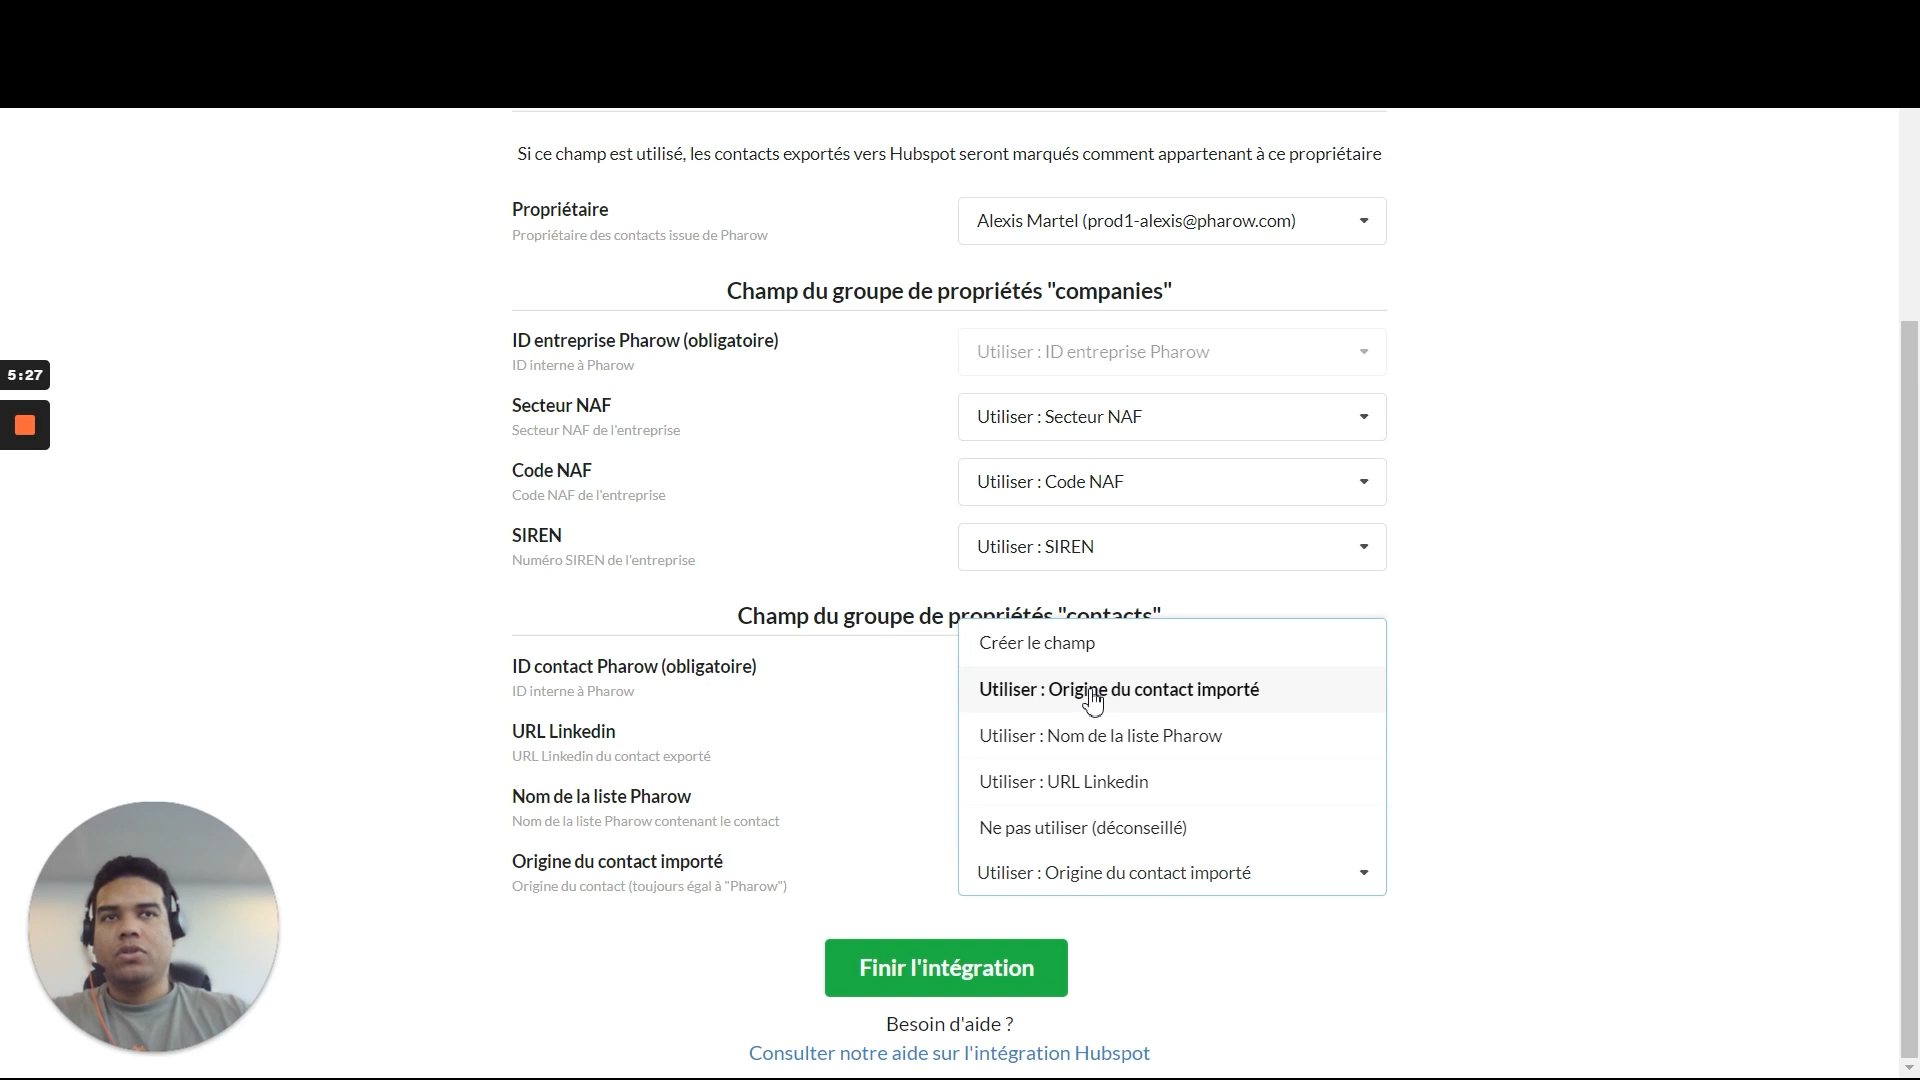 Si ce champ est utilisé, les contacts exportés vers Hubspot seront marqués comment appartenant à ce propriétaire
Propriétaire
Propriétaire des contacts issue de Pharow
Alexis Martel (prod1-alexis@pharow.com)
Champ du groupe de propriétés "companies"
ID entreprise Pharow (obligatoire)
ID interne à Pharow
Utiliser : ID entreprise Pharow
5:27
Secteur NAF
Secteur NAF de l'entreprise
Utiliser : Secteur NAF
Code NAF
Code NAF de l'entreprise
Utiliser : Code NAF
SIREN
Numéro SIREN de l'entreprise
Utiliser : SIREN
Champ du groupe de propriétés "contacts"
Créer le champ
ID contact Pharow (obligatoire)
ID interne à Pharow
Utiliser : Origine du contact importé
URL Linkedin
URL Linkedin du contact exporté
Utiliser : Nom de la liste Pharow
Utiliser : URL Linkedin
Nom de la liste Pharow
Nom de la liste Pharow contenant le contact
Ne pas utiliser (déconseillé)
Origine du contact importé
Origine du contact (toujours égal à "Pharow")
Utiliser : Origine du contact importé
Finir l'intégration
Besoin d'aide ?
Consulter notre aide sur l'intégration Hubspot